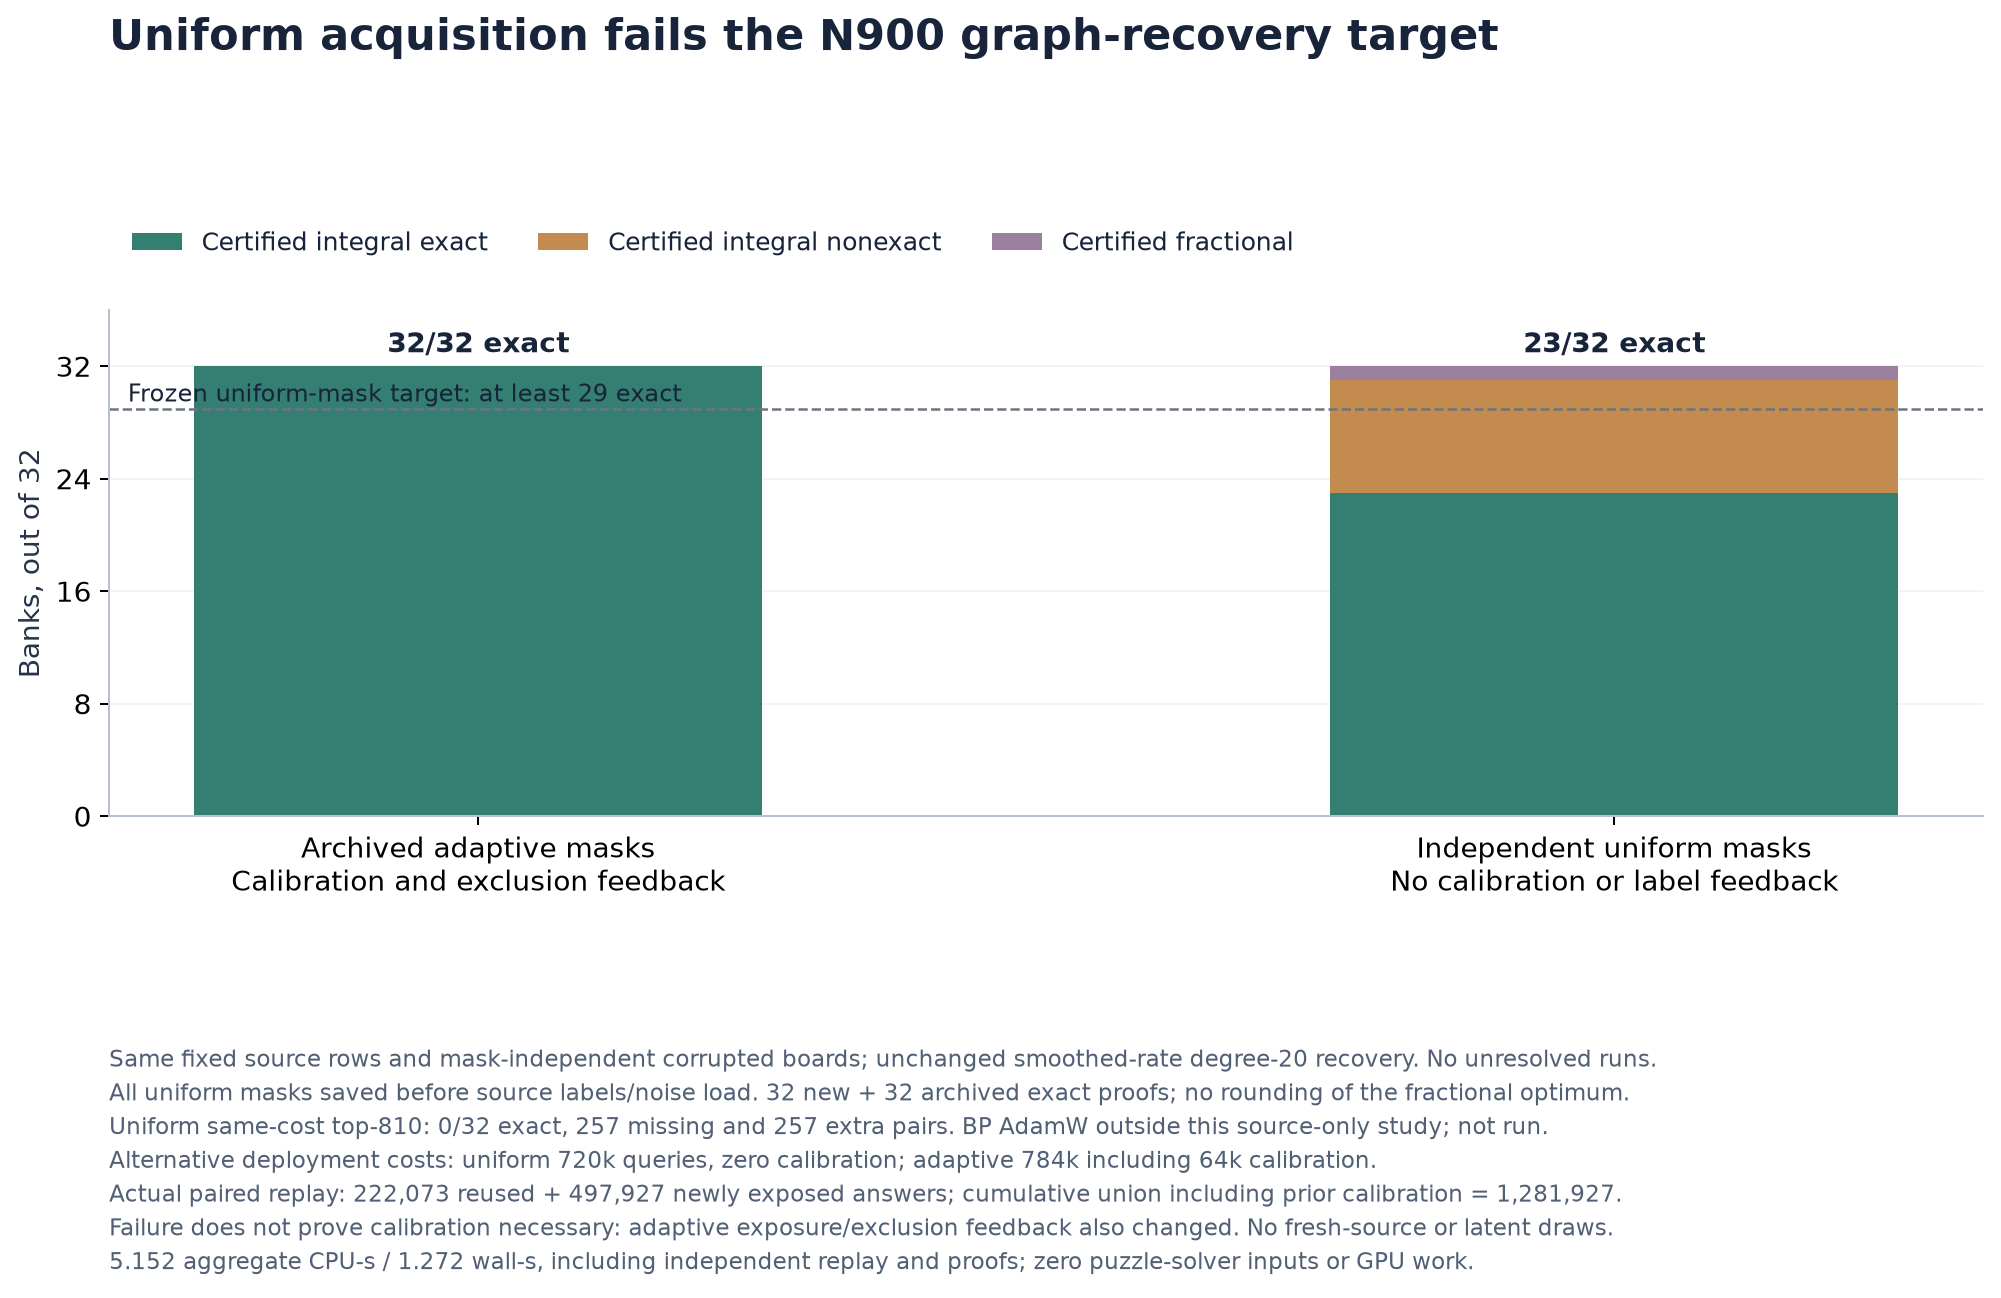 Uniform acquisition fails the N900 graph-recovery target
Certified integral exact
Certified integral nonexact
Certified fractional
32/32 exact
23/32 exact
Frozen uniform-mask target: at least 29 exact
Banks, out of 32
32
24
16
8
0
Archived adaptive masks
Calibration and exclusion feedback
Independent uniform masks
No calibration or label feedback
Same fixed source rows and mask-independent corrupted boards; unchanged smoothed-rate degree-20 recovery. No unresolved runs.
All uniform masks saved before source labels/noise load. 32 new + 32 archived exact proofs; no rounding of the fractional optimum.
Uniform same-cost top-810: 0/32 exact, 257 missing and 257 extra pairs. BP AdamW outside this source-only study; not run.
Alternative deployment costs: uniform 720k queries, zero calibration; adaptive 784k including 64k calibration.
Actual paired replay: 222,073 reused + 497,927 newly exposed answers; cumulative union including prior calibration = 1,281,927.
Failure does not prove calibration necessary: adaptive exposure/exclusion feedback also changed. No fresh-source or latent draws.
5.152 aggregate CPU-s / 1.272 wall-s, including independent replay and proofs; zero puzzle-solver inputs or GPU work.